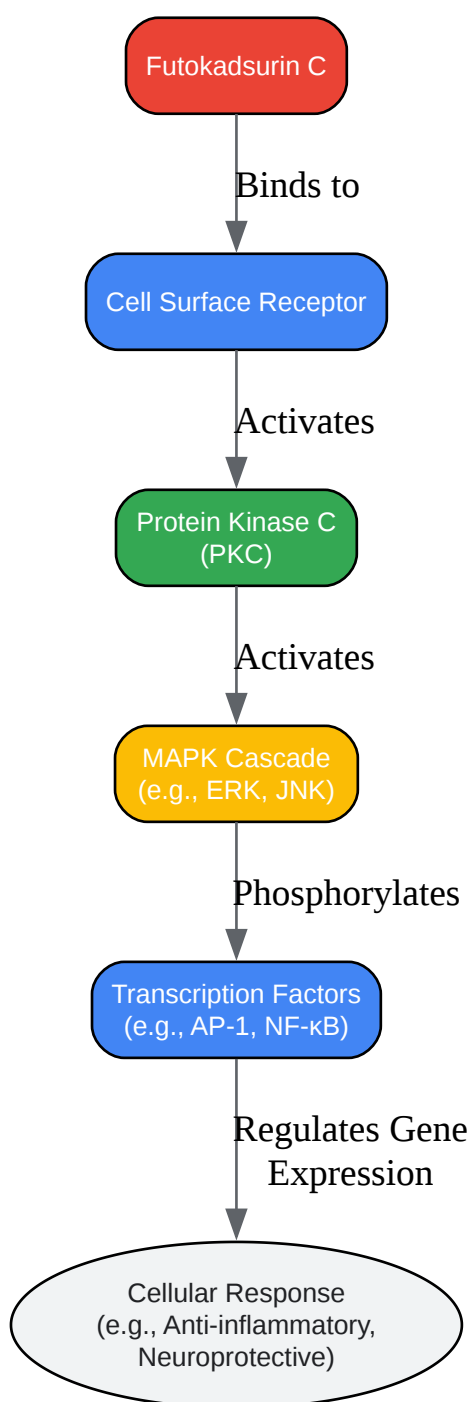 Futokadsurin C
Binds to
Cell Surface Receptor
Activates
Protein Kinase C
(PKC)
Activates
MAPK Cascade
(e.g., ERK, JNK)
Phosphorylates
Transcription Factors
(e.g., AP-1, NF-κB)
Regulates Gene
Expression
Cellular Response
(e.g., Anti-inflammatory,
Neuroprotective)